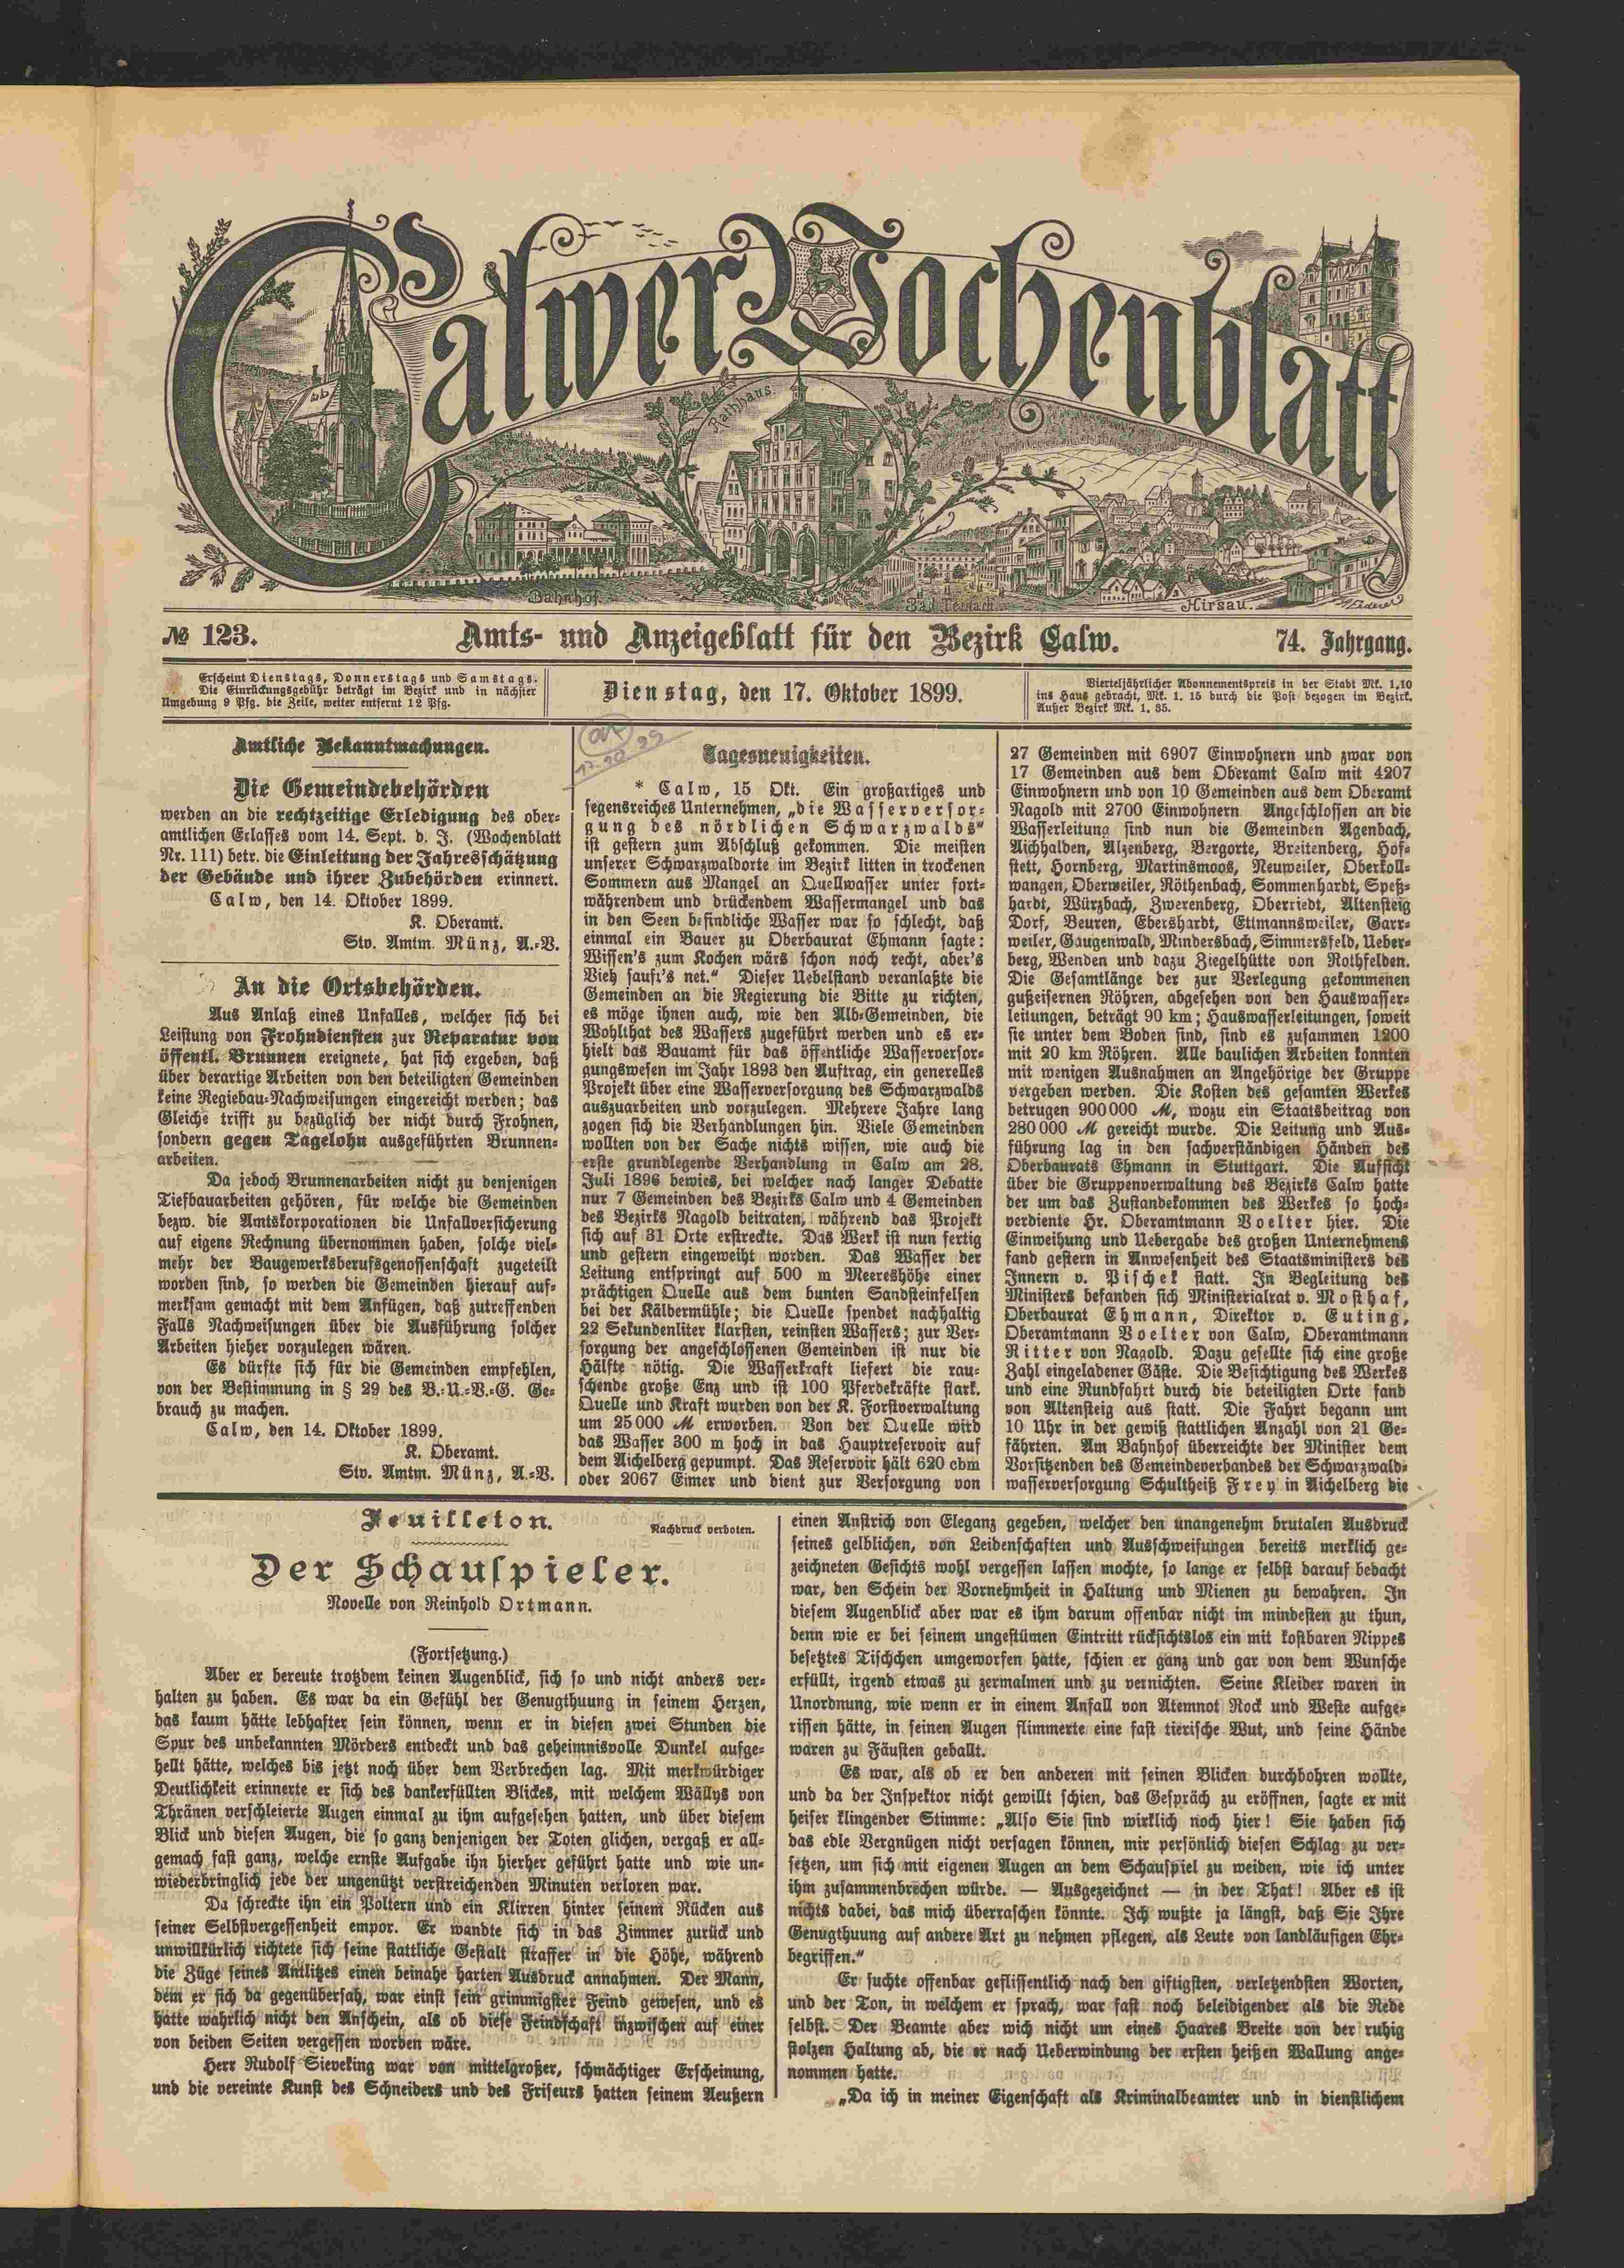 Calwer Wochenblatt
Rathhaus.
Bahnhof.
Bad Teinach.
Hirsau.
№ 123.
Amts- und Anzeigeblatt für den Bezirk Calw.
74. Jahrgang.
Erscheint Dienstags, Donnerstags und Samstags.
Die Einrückungsgebühr beträgt im Bezirk und in nächster
Umgebung 9 Pfg. die Zeile, weiter entfernt 12 Pfg.
Dienstag, den 17. Oktober 1899.
Vierteljährlicher Abonnementspreis in der Stadt Mk. 1.10
ins Haus gebracht, Mk. 1. 15 durch die Post bezogen im Bezirk.
Außer Bezirk Mk. 1. 35.
Amtliche Bekanntmachungen.
Die Gemeindebehörden
werden an die rechtzeitige Erledigung des ober-
amtlichen Erlasses vom 14. Sept. d. J. (Wochenblatt
Nr. 111) betr. die Einleitung der Jahresschätzung
der Gebäude und ihrer Zubehörden erinnert.
Calw, den 14. Oktober 1899.
K. Oberamt.
Stv. Amtm. Münz, A.-V.
An die Ortsbehörden.
Aus Anlaß eines Unfalles, welcher sich bei
Leistung von Frohndiensten zur Reparatur von
öffentl. Brunnen ereignete, hat sich ergeben, daß
über derartige Arbeiten von den beteiligten Gemeinden
keine Regiebau-Nachweisungen eingereicht werden; das
Gleiche trifft zu bezüglich der nicht durch Frohnen,
sondern gegen Tagelohn ausgeführten Brunnen-
arbeiten.
Da jedoch Brunnenarbeiten nicht zu denjenigen
Tiefbauarbeiten gehören, für welche die Gemeinden
bezw. die Amtskorporationen die Unfallversicherung
auf eigene Rechnung übernommen haben, solche viel-
mehr der Baugewerksberufsgenossenschaft zugeteilt
worden sind, so werden die Gemeinden hierauf auf-
merksam gemacht mit dem Anfügen, daß zutreffenden
Falls Nachweisungen über die Ausführung solcher
Arbeiten hieher vorzulegen wären.
Es dürfte sich für die Gemeinden empfehlen,
von der Bestimmung in § 29 des B.-U.-V.-G. Ge-
brauch zu machen.
Calw, den 14. Oktober 1899.
K. Oberamt.
Stv. Amtm. Münz, A.-V.
17.10.99
Tagesneuigkeiten.
* Calw, 15 Okt. Ein großartiges und
segensreiches Unternehmen, „die Wasserversor-
gung des nördlichen Schwarzwalds“
ist gestern zum Abschluß gekommen. Die meisten
unserer Schwarzwaldorte im Bezirk litten in trockenen
Sommern aus Mangel an Quellwasser unter fort-
währendem und drückendem Wassermangel und das
in den Seen befindliche Wasser war so schlecht, daß
einmal ein Bauer zu Oberbaurat Ehmann sagte:
Wissen's zum Kochen wärs schon noch recht, aber's
Vieh sauft's net.“ Dieser Uebelstand veranlaßte die
Gemeinden an die Regierung die Bitte zu richten,
es möge ihnen auch, wie den Alb-Gemeinden, die
Wohlthat des Wassers zugeführt werden und es er-
hielt das Bauamt für das öffentliche Wasserversor-
gungswesen im Jahr 1893 den Auftrag, ein generelles
Projekt über eine Wasserversorgung des Schwarzwalds
auszuarbeiten und vorzulegen. Mehrere Jahre lang
zogen sich die Verhandlungen hin. Viele Gemeinden
wollten von der Sache nichts wissen, wie auch die
erste grundlegende Verhandlung in Calw am 28.
Juli 1896 bewies, bei welcher nach langer Debatte
nur 7 Gemeinden des Bezirks Calw und 4 Gemeinden
des Bezirks Nagold beitraten, während das Projekt
sich auf 31 Orte erstreckte. Das Werk ist nun fertig
und gestern eingeweiht worden. Das Wasser der
Leitung entspringt auf 500 m Meereshöhe einer
prächtigen Quelle aus dem bunten Sandsteinfelsen
bei der Kälbermühle; die Quelle spendet nachhaltig
22 Sekundenliter klarsten, reinsten Wassers; zur Ver-
sorgung der angeschlossenen Gemeinden ist nur die
Hälfte nötig. Die Wasserkraft liefert die rau-
schende große Enz und ist 100 Pferdekräfte stark.
Quelle und Kraft wurden von der K. Forstverwaltung
um 25 000 M erworben. Von der Quelle wird
das Wasser 300 m hoch in das Hauptreservoir auf
dem Aichelberg gepumpt. Das Reservoir hält 620 cbm
oder 2067 Eimer und dient zur Versorgung von
27 Gemeinden mit 6907 Einwohnern und zwar von
17 Gemeinden aus dem Oberamt Calw mit 4207
Einwohnern und von 10 Gemeinden aus dem Oberamt
Nagold mit 2700 Einwohnern Angeschlossen an die
Wasserleitung sind nun die Gemeinden Agenbach,
Aichhalden, Alzenberg, Bergorte, Breitenberg, Hof-
stett, Hornberg, Martinsmoos, Neuweiler, Oberkoll-
wangen, Oberweiler, Röthenbach, Sommenhardt, Speß-
hardt, Würzbach, Zwerenberg, Oberriedt, Altensteig
Dorf, Beuren, Ebershardt, Ettmannsweiler, Garr-
weiler, Gaugenwald, Mindersbach, Simmersfeld, Ueber-
berg, Wenden und dazu Ziegelhütte von Rothfelden.
Die Gesamtlänge der zur Verlegung gekommenen
gußeisernen Röhren, abgesehen von den Hauswasser-
leitungen, beträgt 90 km; Hauswasserleitungen, soweit
sie unter dem Boden sind, sind es zusammen 1200
mit 20 km Röhren. Alle baulichen Arbeiten konnten
mit wenigen Ausnahmen an Angehörige der Gruppe
vergeben werden. Die Kosten des gesamten Werkes
betrugen 900 000 M, wozu ein Staatsbeitrag von
280 000 M gereicht wurde. Die Leitung und Aus-
führung lag in den sachverständigen Händen des
Oberbaurats Ehmann in Stuttgart. Die Aufsicht
über die Gruppenverwaltung des Bezirks Calw hatte
der um das Zustandekommen des Werkes so hoch-
verdiente Hr. Oberamtmann Voelter hier. Die
Einweihung und Uebergabe des großen Unternehmens
fand gestern in Anwesenheit des Staatsministers des
Innern v. Pischek statt. In Begleitung des
Ministers befanden sich Ministerialrat v. Mosthaf,
Oberbaurat Ehmann, Direktor v. Euting,
Oberamtmann Voelter von Calw, Oberamtmann
Ritter von Nagold. Dazu gesellte sich eine große
Zahl eingeladener Gäste. Die Besichtigung des Werkes
und eine Rundfahrt durch die beteiligten Orte fand
von Altensteig aus statt. Die Fahrt begann um
10 Uhr in der gewiß stattlichen Anzahl von 21 Ge-
fährten. Am Bahnhof überreichte der Minister dem
Vorsitzenden des Gemeindeverbandes der Schwarzwald-
wasserversorgung Schultheiß Frey in Aichelberg die
Feuilleton.
Nachdruck verboten.
Der Schauspieler.
Novelle von Reinhold Ortmann.
(Fortsetzung.)
Aber er bereute trotzdem keinen Augenblick, sich so und nicht anders ver-
halten zu haben. Es war da ein Gefühl der Genugthuung in seinem Herzen,
das kaum hätte lebhafter sein können, wenn er in diesen zwei Stunden die
Spur des unbekannten Mörders entdeckt und das geheimnisvolle Dunkel aufge-
hellt hätte, welches bis jetzt noch über dem Verbrechen lag. Mit merkwürdiger
Deutlichkeit erinnerte er sich des dankerfüllten Blickes, mit welchem Wällys von
Thränen verschleierte Augen einmal zu ihm aufgesehen hatten, und über diesem
Blick und diesen Augen, die so ganz denjenigen der Toten glichen, vergaß er all-
gemach fast ganz, welche ernste Aufgabe ihn hierher geführt hatte und wie un-
wiederbringlich jede der ungenützt verstreichenden Minuten verloren war.
Da schreckte ihn ein Poltern und ein Klirren hinter seinem Rücken aus
seiner Selbstvergessenheit empor. Er wandte sich in das Zimmer zurück und
unwillkürlich richtete sich seine stattliche Gestalt straffer in die Höhe, während
die Züge seines Antlitzes einen beinahe harten Ausdruck annahmen. Der Mann,
dem er sich da gegenübersah, war einst sein grimmigster Feind gewesen, und es
hatte wahrlich nicht den Anschein, als ob diese Feindschaft inzwischen auf einer
von beiden Seiten vergessen worden wäre.
Herr Rudolf Sieveking war von mittelgroßer, schmächtiger Erscheinung,
und die vereinte Kunst des Schneiders und des Friseurs hatten seinem Aeußern
einen Anstrich von Eleganz gegeben, welcher den unangenehm brutalen Ausdruck
seines gelblichen, von Leidenschaften und Ausschweifungen bereits merklich ge-
zeichneten Gesichts wohl vergessen lassen mochte, so lange er selbst darauf bedacht
war, den Schein der Vornehmheit in Haltung und Mienen zu bewahren. In
diesem Augenblick aber war es ihm darum offenbar nicht im mindesten zu thun,
denn wie er bei seinem ungestümen Eintritt rücksichtslos ein mit kostbaren Nippes
besetztes Tischchen umgeworfen hatte, schien er ganz und gar von dem Wunsche
erfüllt, irgend etwas zu zermalmen und zu vernichten. Seine Kleider waren in
Unordnung, wie wenn er in einem Anfall von Atemnot Rock und Weste aufge-
rissen hätte, in seinen Augen flimmerte eine fast tierische Wut, und seine Hände
waren zu Fäusten geballt.
Es war, als ob er den anderen mit seinen Blicken durchbohren wollte,
und da der Inspektor nicht gewillt schien, das Gespräch zu eröffnen, sagte er mit
heiser klingender Stimme: „Also Sie sind wirklich noch hier! Sie haben sich
das edle Vergnügen nicht versagen können, mir persönlich diesen Schlag zu ver-
setzen, um sich mit eigenen Augen an dem Schauspiel zu weiden, wie ich unter
ihm zusammenbrechen würde. — Ausgezeichnet — in der That! Aber es ist
nichts dabei, das mich überraschen könnte. Ich wußte ja längst, daß Sie Ihre
Genugthuung auf andere Art zu nehmen pflegen, als Leute von landläufigen Ehr-
begriffen.“
Er suchte offenbar geflissentlich nach den giftigsten, verletzendsten Worten,
und der Ton, in welchem er sprach, war fast noch beleidigender als die Rede
selbst. Der Beamte aber wich nicht um eines Haares Breite von der ruhig
stolzen Haltung ab, die er nach Ueberwindung der ersten heißen Wallung ange-
nommen hatte.
„Da ich in meiner Eigenschaft als Kriminalbeamter und in dienstlichem